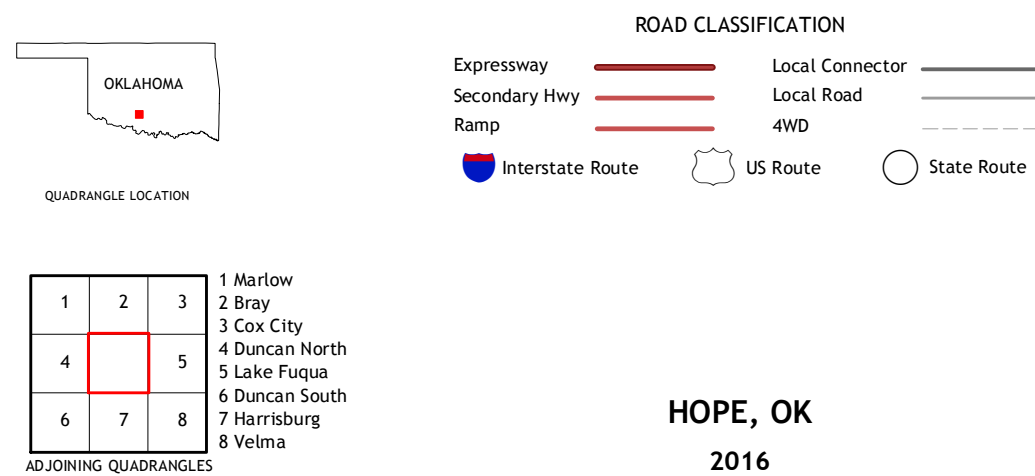 OKLAHOMA
QUADRANGLE LOCATION
ROAD CLASSIFICATION
Expressway
Secondary Hwy
Ramp
Local Connector
Local Road
4WD
Interstate Route
US Route
State Route
1 2 3
4 5
6 7 8
1 Marlow
2 Bray
3 Cox City
4 Duncan North
5 Lake Fuqua
6 Duncan South
7 Harrisburg
8 Velma
ADJOINING QUADRANGLES
HOPE, OK
2016